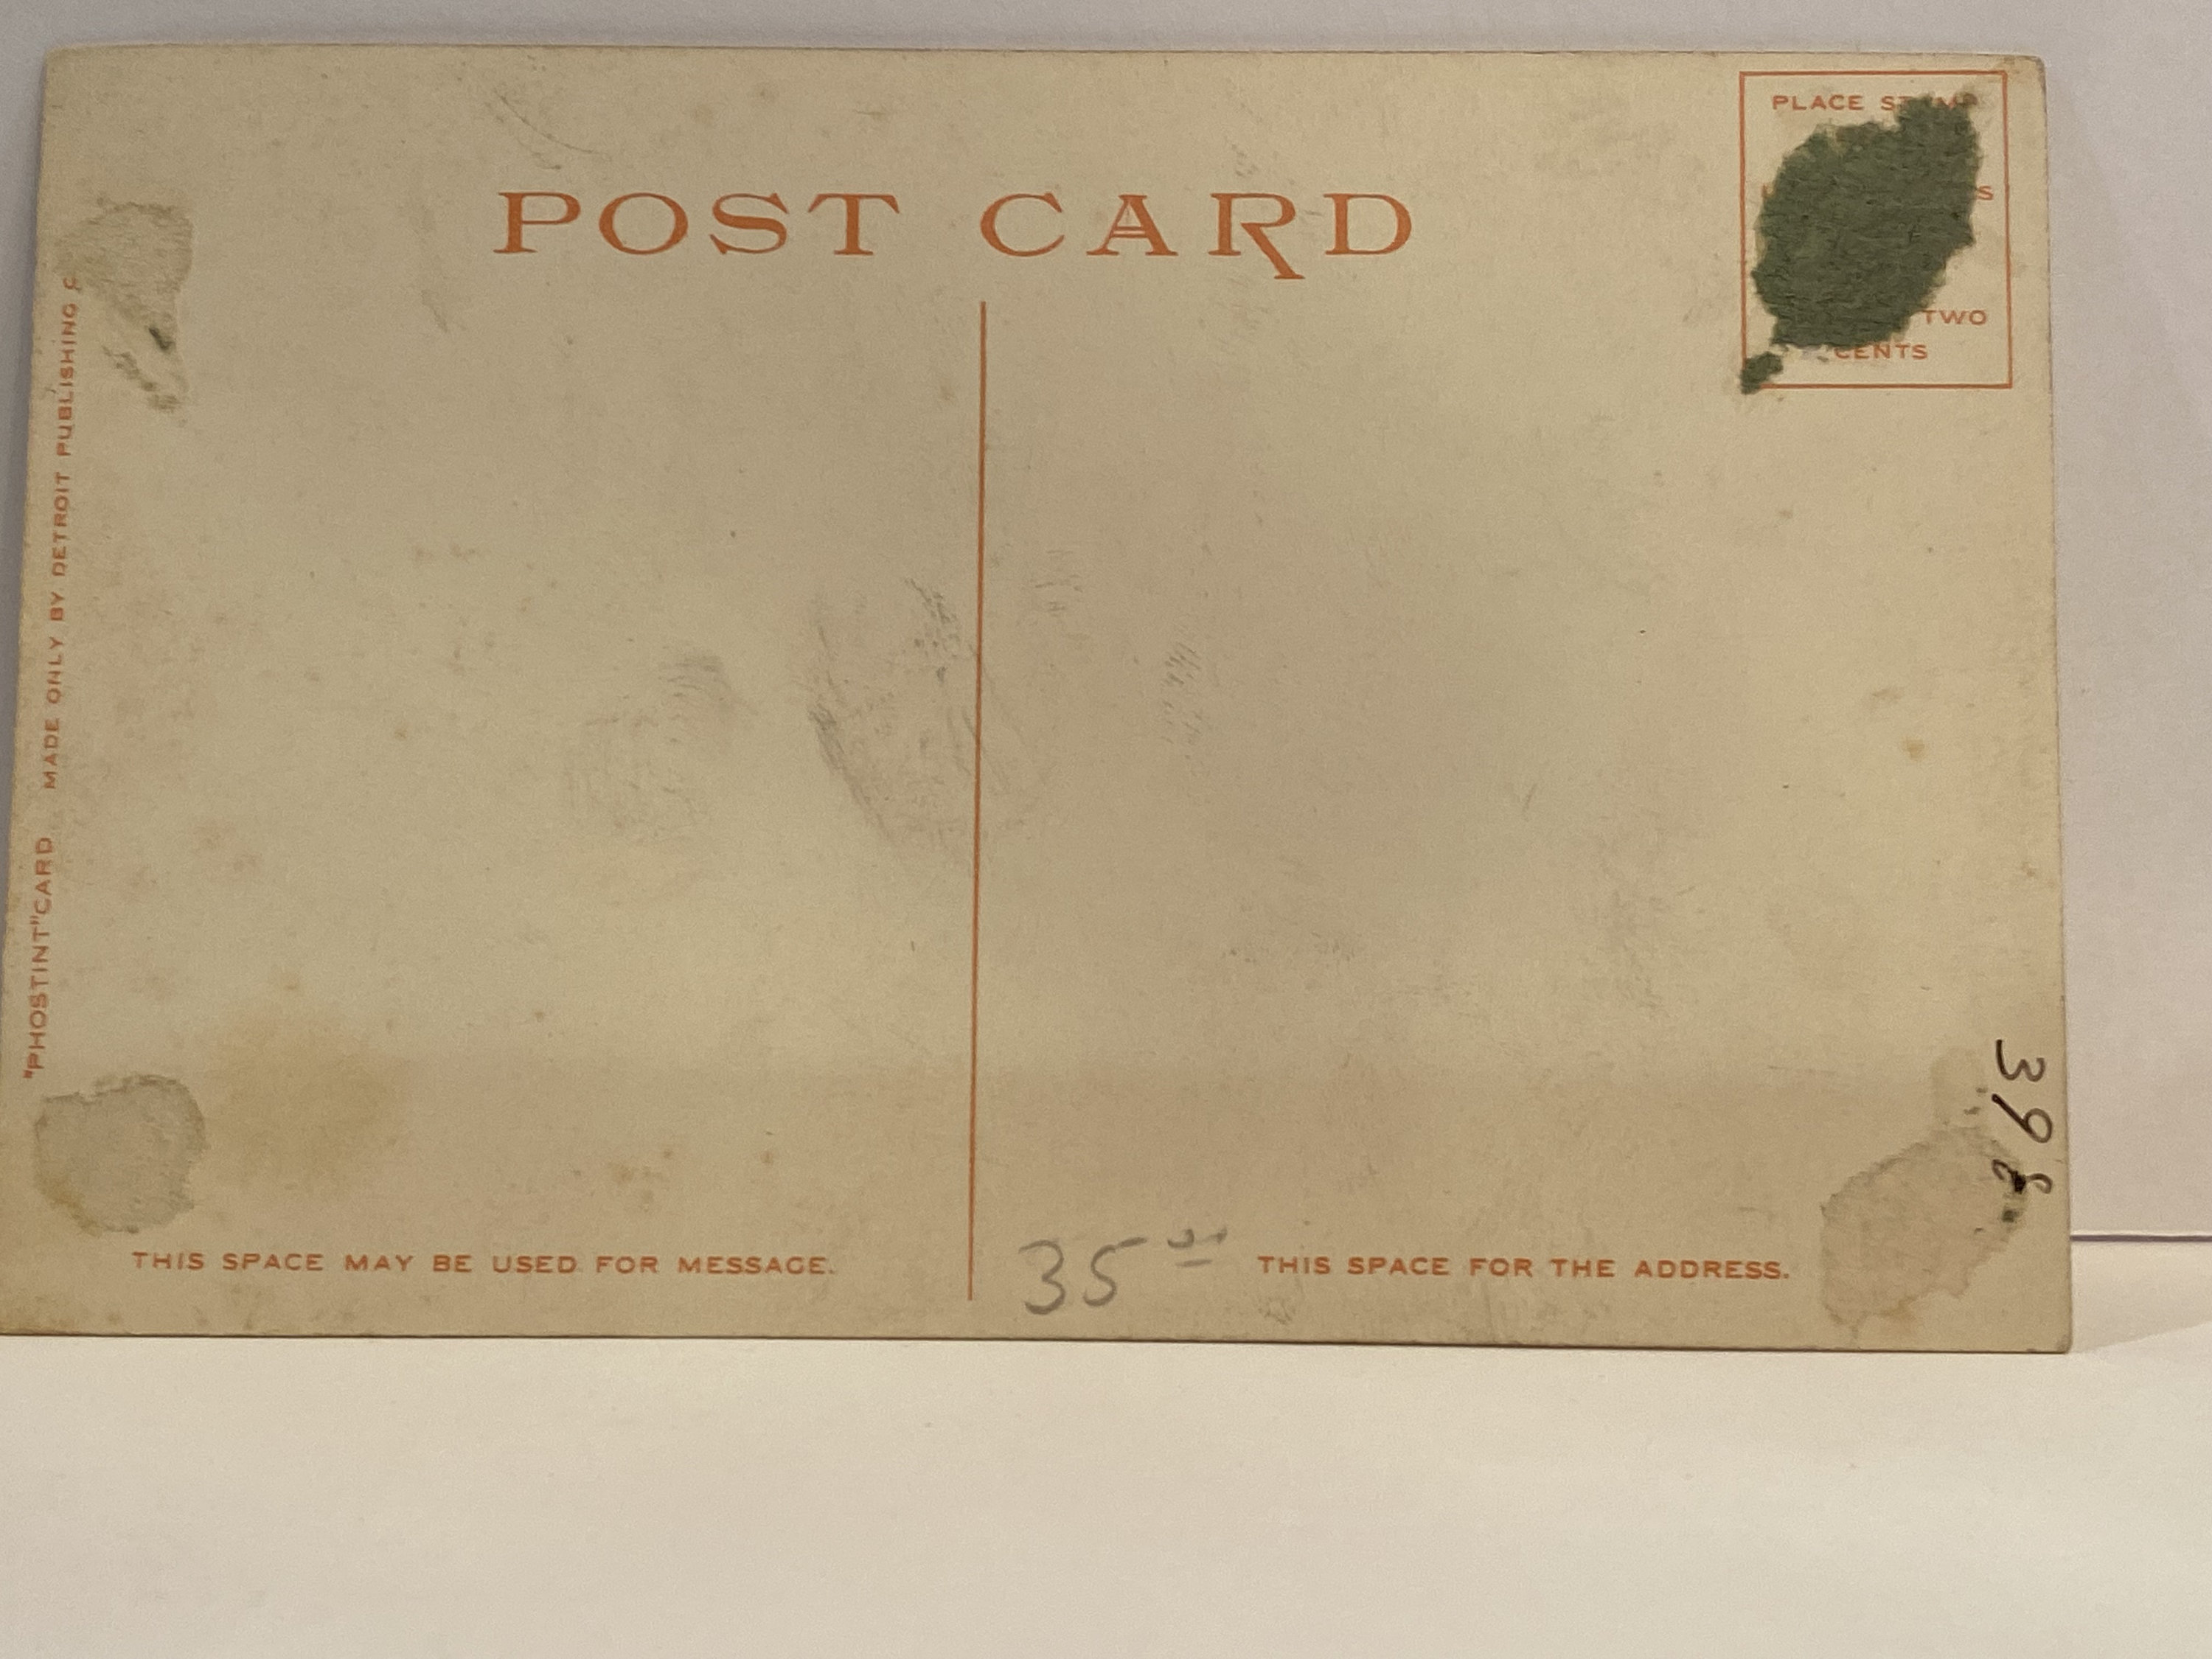 POST CARD
PLACE
TWO
CENTS
"PHOSTINT" CARD MADE ONLY BY DETROIT PUBLISHING
THIS SPACE MAY BE USED FOR MESSAGE.
35
THIS SPACE FOR THE ADDRESS.
398